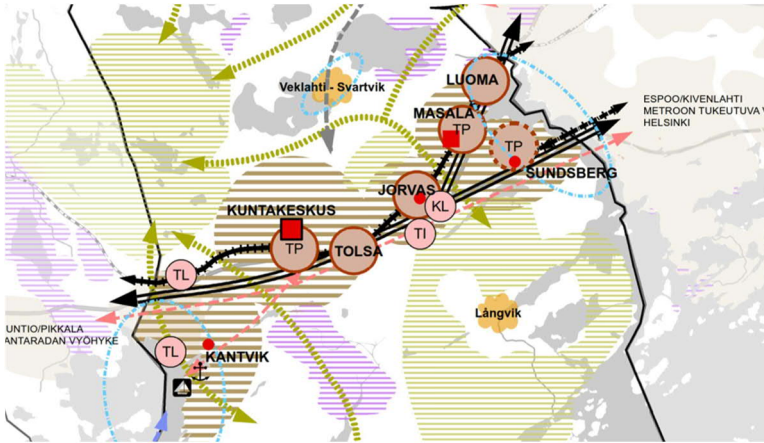 LUOMA
Veklahti - Svartvik
ESPOO/KIVENLAHTI
METROON TUKEUTUVA V
HELSINKI
MASALA
TP
TP
SUNDSBERG
JORVAS
KL
KUNTAKESKUS
TI
TP
TOLSA
TL
Långvik
UNTIO/PIKKALA
ANTARADAN VYÖHYKE
TL
KANTVIK